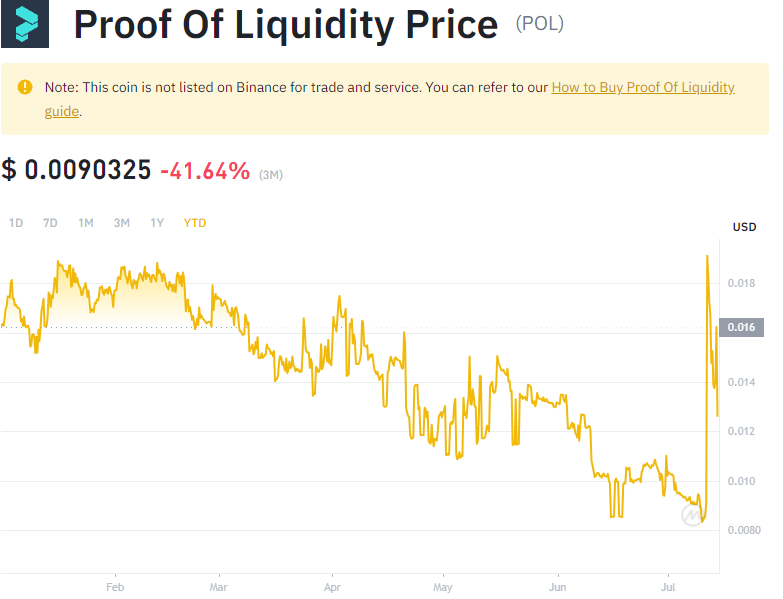 Proof Of Liquidity Price (POL)
Note: This coin is not listed on Binance for trade and service. You can refer to our How to Buy Proof Of Liquidity
guide.
$ 0.0090325 -41.64% (3M)
1D 7D 1M 3M 1Y YTD
USD
0.018
0.016
0.014
0.012
0.010
0.0080
Feb Mar Apr May Jun Jul